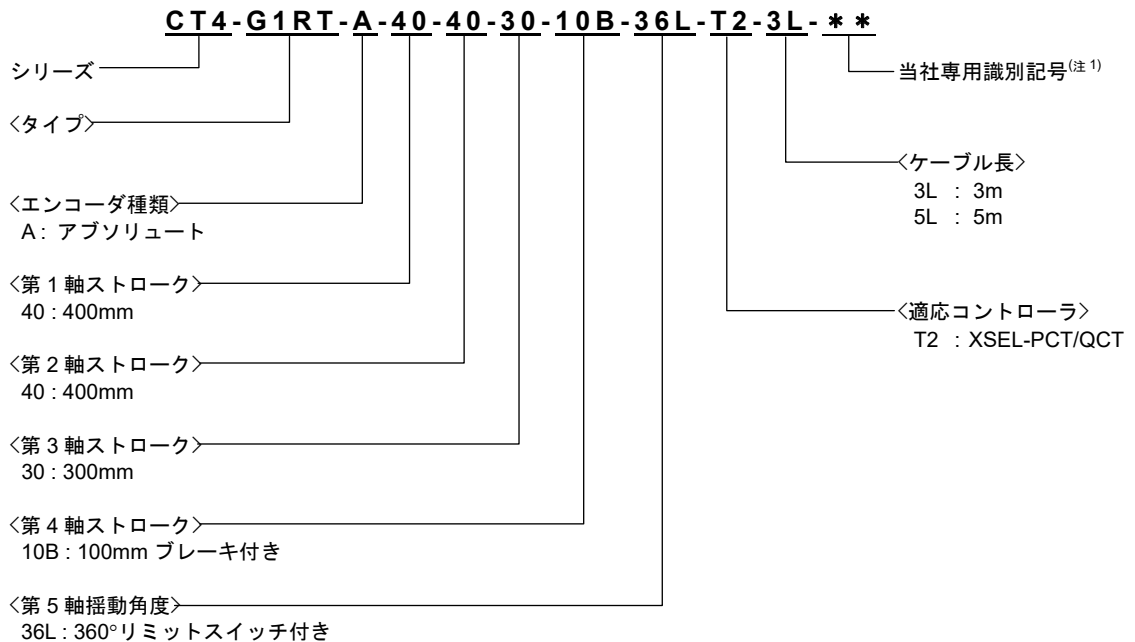 CT4-G1RT-A-40-40-30-10B-36L-T2-3L-**
シリーズ
当社専用識別記号(注 1)
〈タイプ〉
〈ケーブル長〉
3L : 3m
5L : 5m
〈エンコーダ種類〉
A : アブソリュート
〈第 1 軸ストローク〉
40 : 400mm
〈適応コントローラ〉
T2 : XSEL-PCT/QCT
〈第 2 軸ストローク〉
40 : 400mm
〈第 3 軸ストローク〉
30 : 300mm
〈第 4 軸ストローク〉
10B : 100mm ブレーキ付き
〈第 5 軸揺動角度〉
36L : 360°リミットスイッチ付き